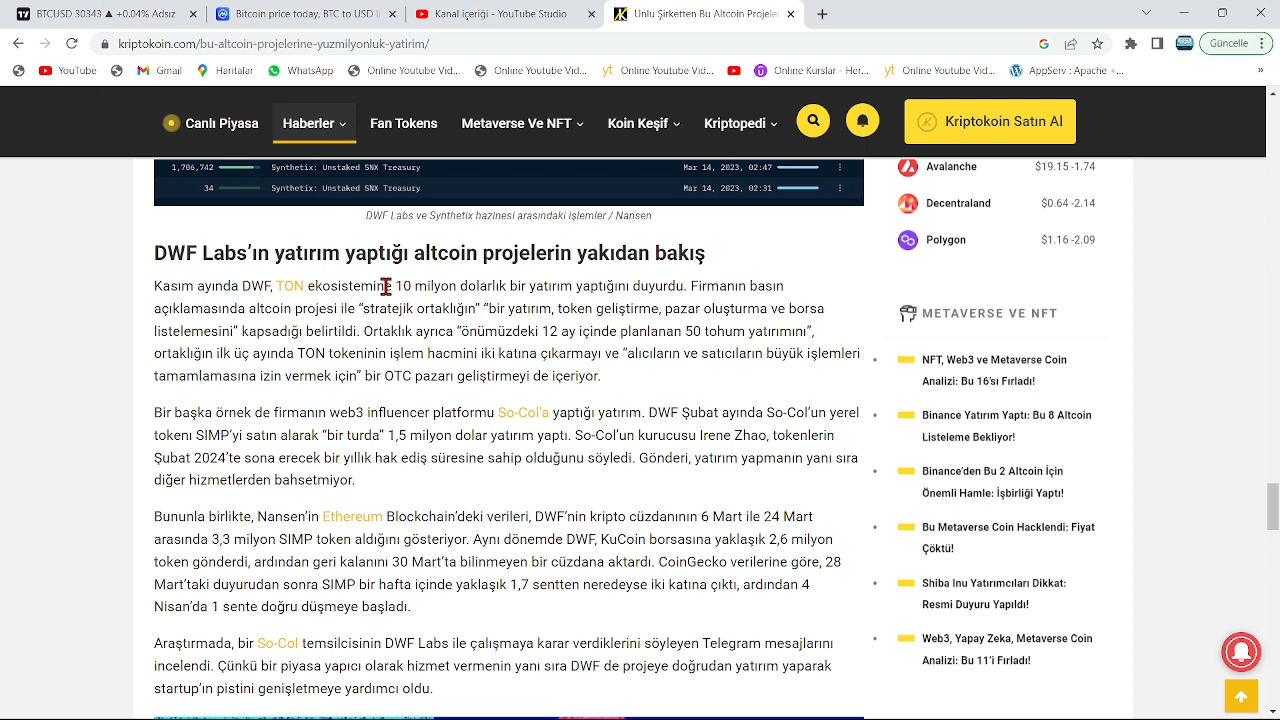 BTCUSD 30343 ▲ +0.04% Adsız
Bitcoin price today, BTC to USD li
Kanal içeriği - YouTube Studio
Ünlü Şirketten Bu Altcoin Projeler
kriptokoin.com/bu-altcoin-projelerine-yuzmilyonluk-yatirim/
Güncelle
YouTube
Gmail
Haritalar
WhatsApp
Online Youtube Vid...
Online Youtube Vid...
Online Youtube Vid...
Online Kurslar - Her...
Online Youtube Vid...
AppServ : Apache +...
Canlı Piyasa
Haberler
Fan Tokens
Metaverse Ve NFT
Koin Keşif
Kriptopedi
Kriptokoin Satın Al
1,706,742 Synthetix: Unstaked SNX Treasury Mar 14, 2023, 02:47
34 Synthetix: Unstaked SNX Treasury Mar 14, 2023, 02:31
DWF Labs ve Synthetix hazinesi arasındaki işlemler / Nansen
DWF Labs'ın yatırım yaptığı altcoin projelerin yakıdan bakış
Kasım ayında DWF, TON ekosistemine 10 milyon dolarlık bir yatırım yaptığını duyurdu. Firmanın basın
açıklamasında altcoin projesi ile “stratejik ortaklığın” “bir yatırım, token geliştirme, pazar oluşturma ve borsa
listelemesini” kapsadığı belirtildi. Ortaklık ayrıca “önümüzdeki 12 ay içinde planlanan 50 tohum yatırımını”,
ortaklığın ilk üç ayında TON tokeninin işlem hacmini iki katına çıkarmayı ve “alıcıların ve satıcıların büyük işlemleri
tamamlamasına izin vermek için” bir OTC pazarı geliştirmeyi de içeriyor.
Bir başka örnek de firmanın web3 influencer platformu So-Col'a yaptığı yatırım. DWF Şubat ayında So-Col'un yerel
tokenı SIMP'yi satın alarak “bir turda” 1,5 milyon dolar yatırım yaptı. So-Col'un kurucusu Irene Zhao, tokenlerin
Şubat 2024'te sona erecek bir yıllık hak ediş süresine sahip olduğunu söyledi. Gönderi, yatırım yapmanın yanı sıra
diğer hizmetlerden bahsetmiyor.
Bununla birlikte, Nansen'in Ethereum Blockchain'deki verileri, DWF'nin kripto cüzdanının 6 Mart ile 24 Mart
arasında 3,3 milyon SIMP token aldığını gösteriyor. Aynı dönemde DWF, KuCoin borsasına yaklaşık 2,6 milyon
token gönderdi, ardından geri kalanını 30 Mart'ta bilinmeyen bir cüzdana aktardı. CoinGecko verilerine göre, 28
Mart'taki duyurudan sonra SIMP bir hafta içinde yaklaşık 1,7 sentten neredeyse iki katına çıktı, ardından 4
Nisan'da 1 sente doğru düşmeye başladı.
Araştırmada, bir So-Col temsilcisinin DWF Labs ile çalışmaya karar verdiklerini söyleyen Telegram mesajlarını
incelendi. Çünkü bir piyasa yapıcı olarak hizmet vermenin yanı sıra DWF de projeye doğrudan yatırım yaparak
startup'ın pistini genişletmeye yardımcı oldu.
Avalanche $19.15 -1.74
Decentraland $0.64 -2.14
Polygon $1.16 -2.09
METAVERSE VE NFT
NFT, Web3 ve Metaverse Coin
Analizi: Bu 16'sı Fırladı!
Binance Yatırım Yaptı: Bu 8 Altcoin
Listeleme Bekliyor!
Binance'den Bu 2 Altcoin İçin
Önemli Hamle: İşbirliği Yaptı!
Bu Metaverse Coin Hacklendi: Fiyat
Çöktü!
Shiba Inu Yatırımcıları Dikkat:
Resmi Duyuru Yapıldı!
Web3, Yapay Zeka, Metaverse Coin
Analizi: Bu 11'i Fırladı!